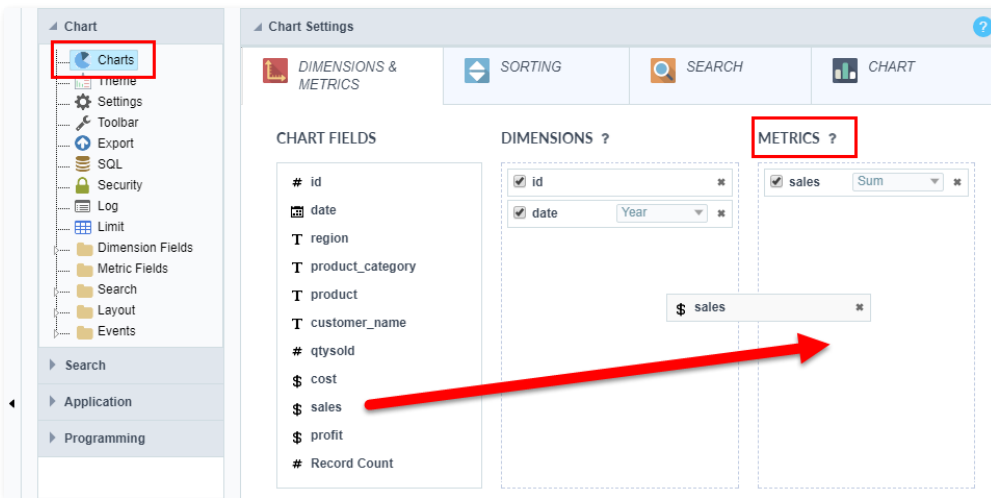 Chart
Charts
Theme
Settings
Toolbar
Export
SQL
Security
Log
Limit
Dimension Fields
Metric Fields
Search
Layout
Events
Search
Application
Programming
Chart Settings
?
DIMENSIONS &
METRICS
SORTING
SEARCH
CHART
CHART FIELDS
# id
date
T region
T product_category
T product
T customer_name
# qtysold
$ cost
$ sales
$ profit
# Record Count
DIMENSIONS ?
id
date Year
METRICS ?
sales Sum
$ sales